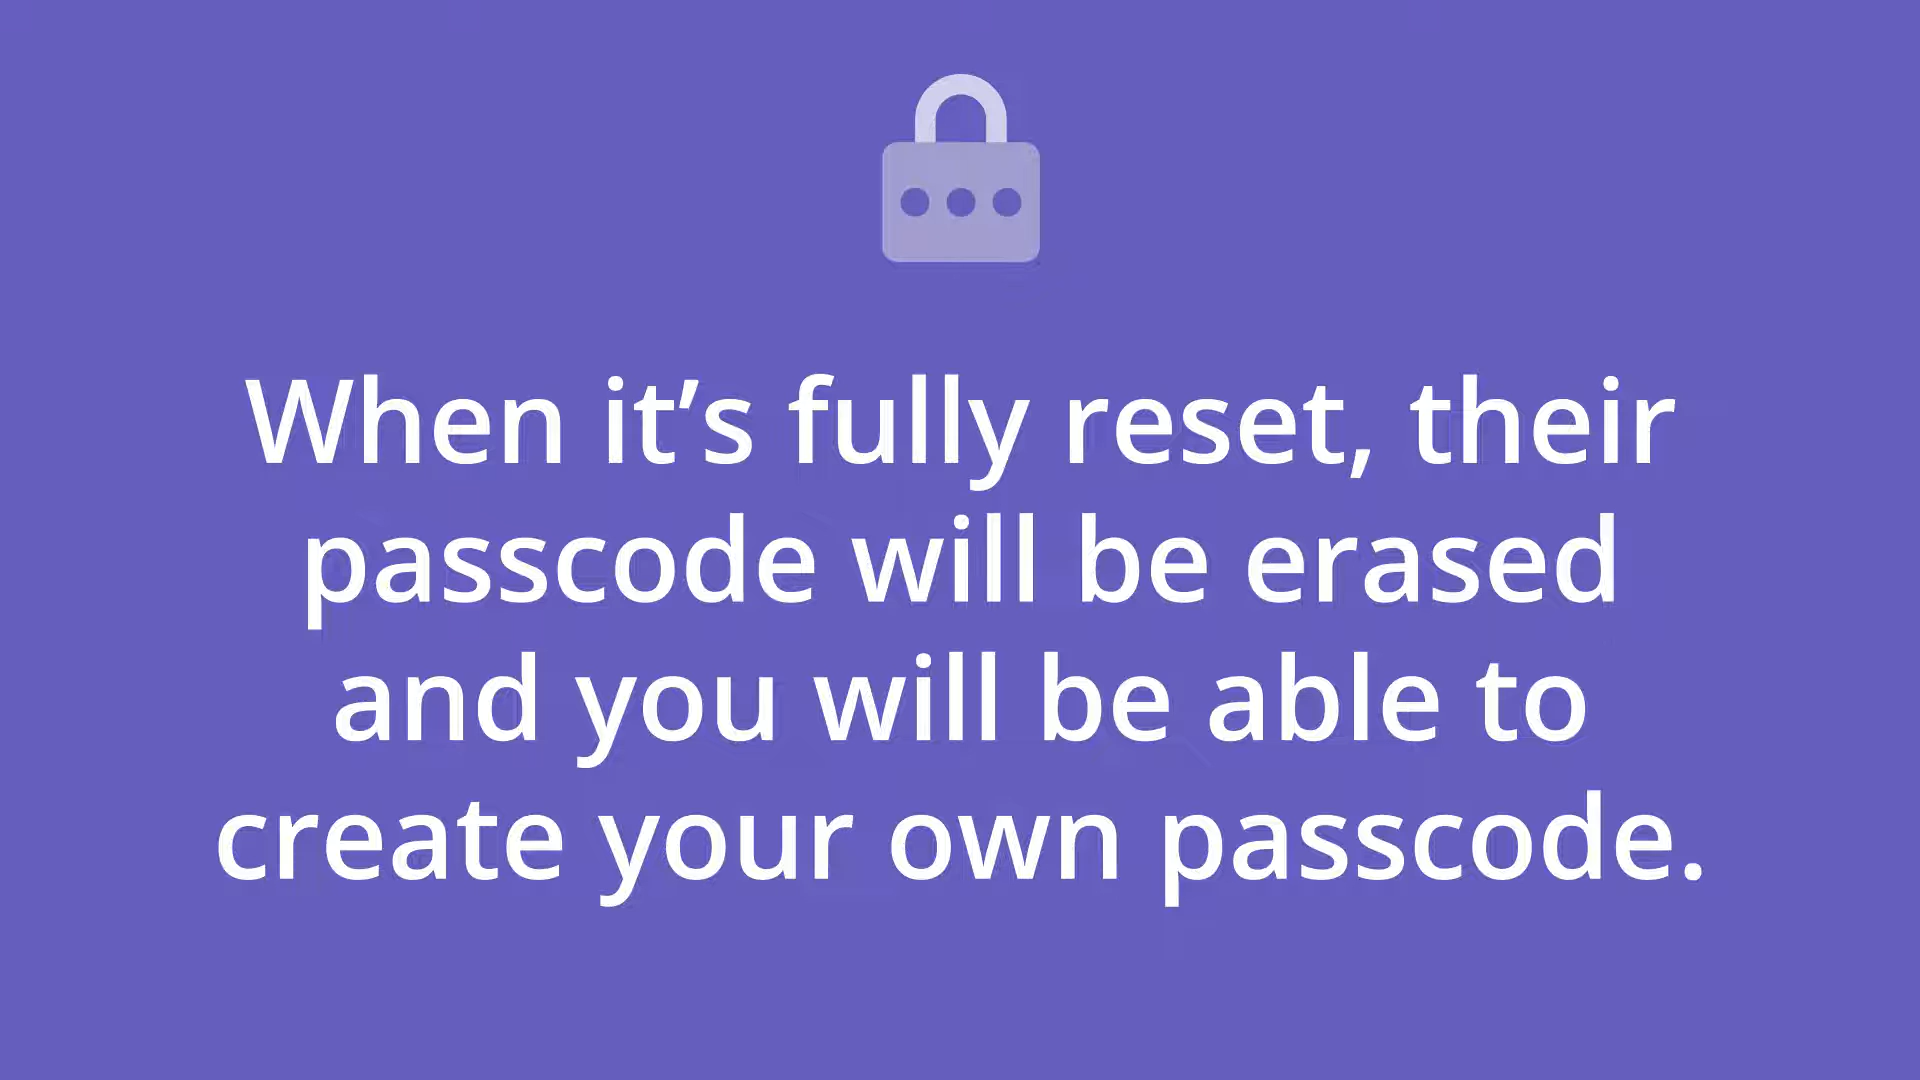 When it’s fully reset, their
passcode will be erased
and you will be able to
create your own passcode.